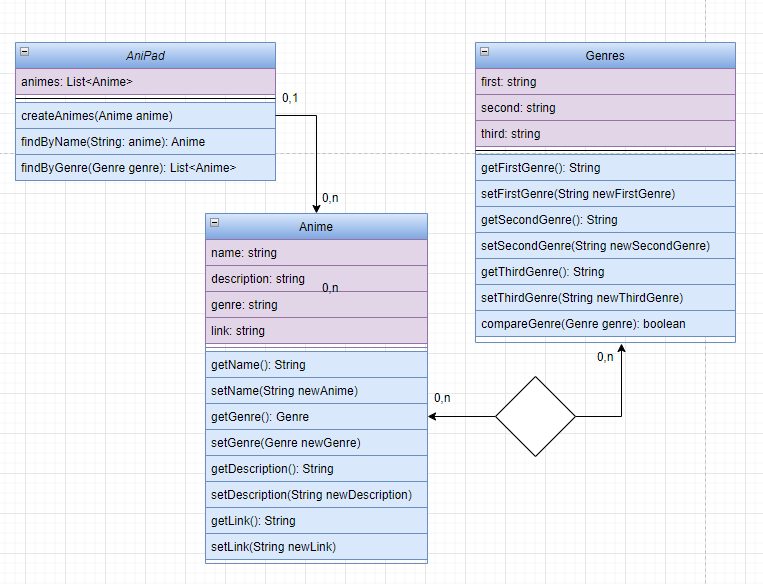 AniPad
animes: List<Anime>
createAnimes(Anime anime)
findByName(String: anime): Anime
findByGenre(Genre genre): List<Anime>
0,1
0,n
Anime
name: string
description: string
0,n
genre: string
link: string
getName(): String
setName(String newAnime)
getGenre(): Genre
setGenre(Genre newGenre)
getDescription(): String
setDescription(String newDescription)
getLink(): String
setLink(String newLink)
0,n
Genres
first: string
second: string
third: string
getFirstGenre(): String
setFirstGenre(String newFirstGenre)
getSecondGenre(): String
setSecondGenre(String newSecondGenre)
getThirdGenre(): String
setThirdGenre(String newThirdGenre)
compareGenre(Genre genre): boolean
0,n